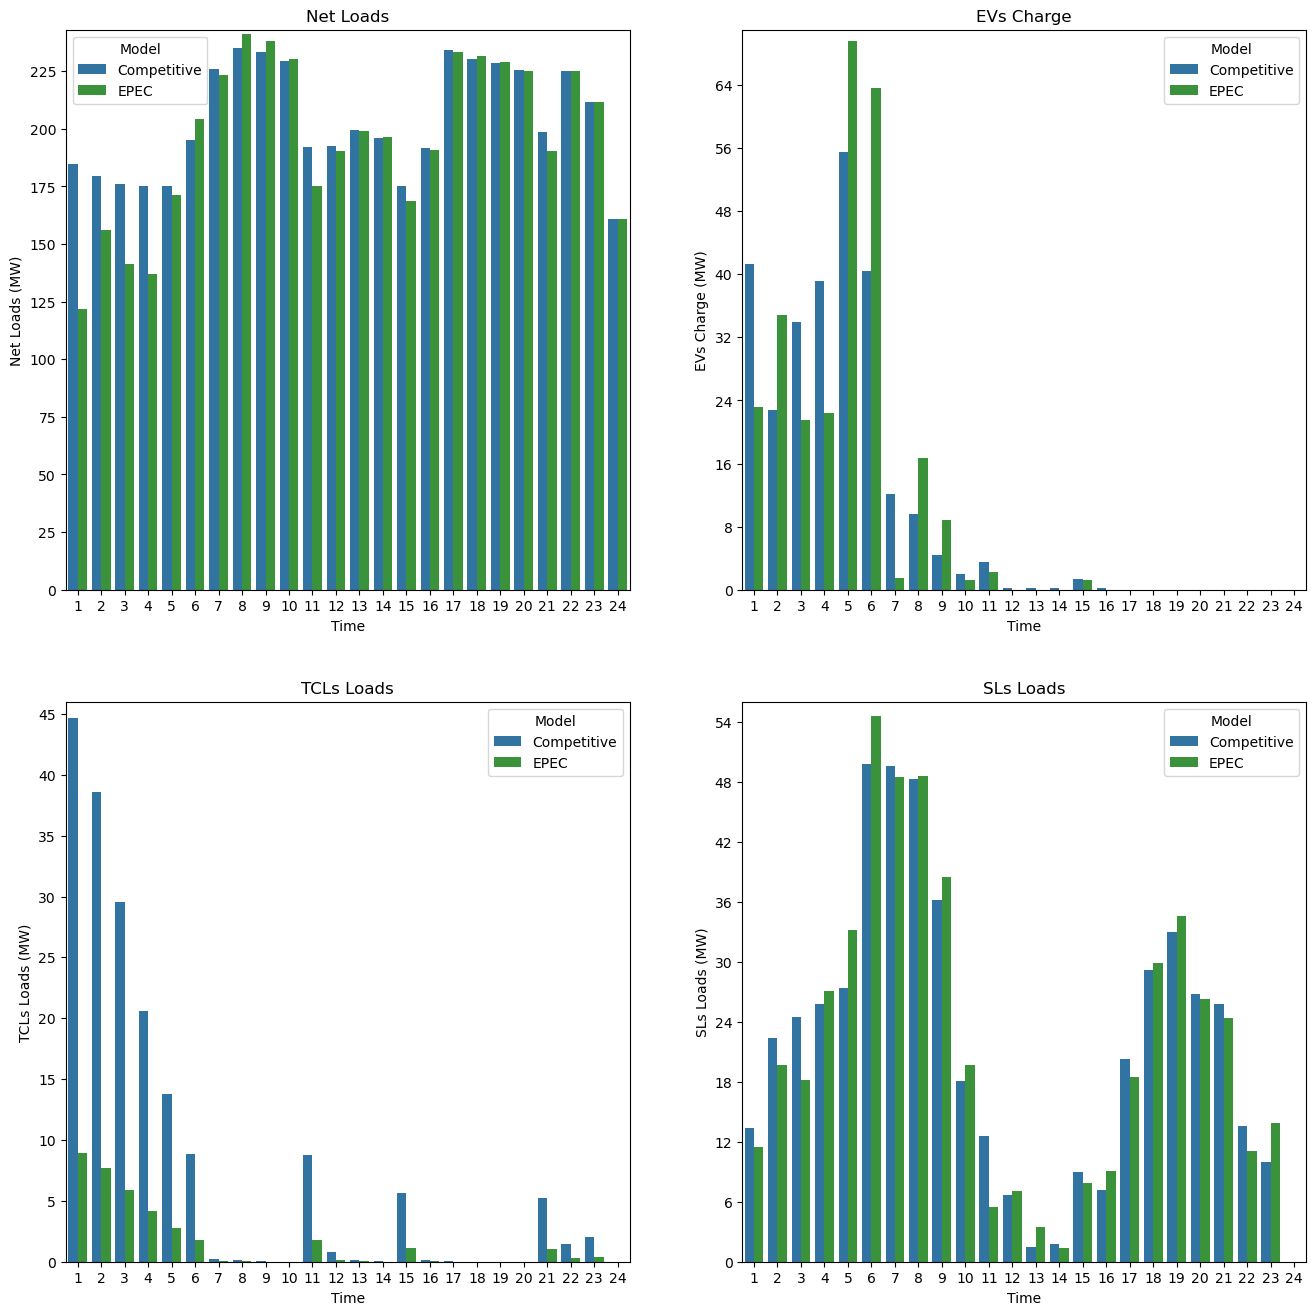 Net Loads
Model
Competitive
EPEC
Net Loads (MW)
225
200
175
150
125
100
75
50
25
0
1 2 3 4 5 6 7 8 9 10 11 12 13 14 15 16 17 18 19 20 21 22 23 24
Time
EVs Charge
Model
Competitive
EPEC
EVs Charge (MW)
64
56
48
40
32
24
16
8
0
1 2 3 4 5 6 7 8 9 10 11 12 13 14 15 16 17 18 19 20 21 22 23 24
Time
TCLs Loads
Model
Competitive
EPEC
TCLs Loads (MW)
45
40
35
30
25
20
15
10
5
0
1 2 3 4 5 6 7 8 9 10 11 12 13 14 15 16 17 18 19 20 21 22 23 24
Time
SLs Loads
Model
Competitive
EPEC
SLs Loads (MW)
54
48
42
36
30
24
18
12
6
0
1 2 3 4 5 6 7 8 9 10 11 12 13 14 15 16 17 18 19 20 21 22 23 24
Time